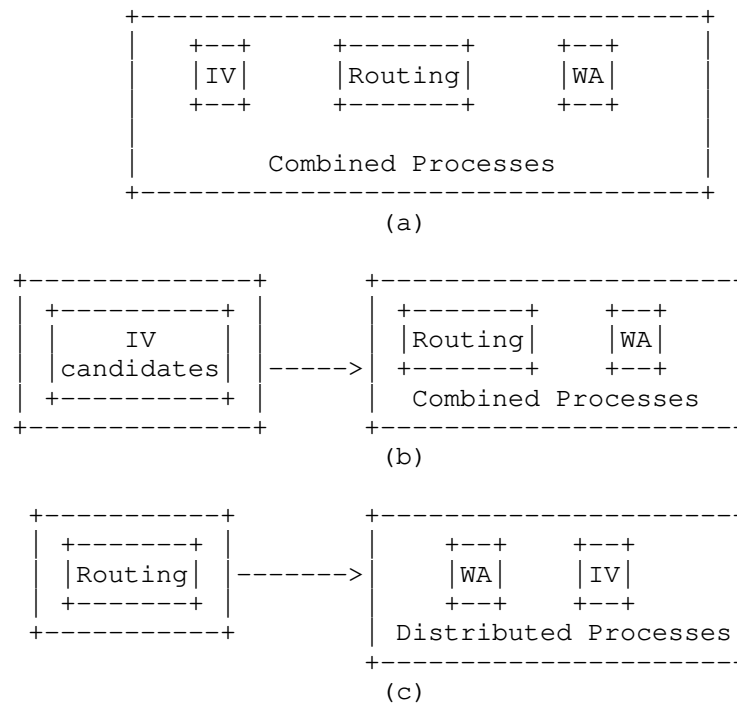 IV Routing WA
Combined Processes
(a)
IV Routing WA
candidates
Combined Processes
(b)
Routing WA IV
Distributed Processes
(c)